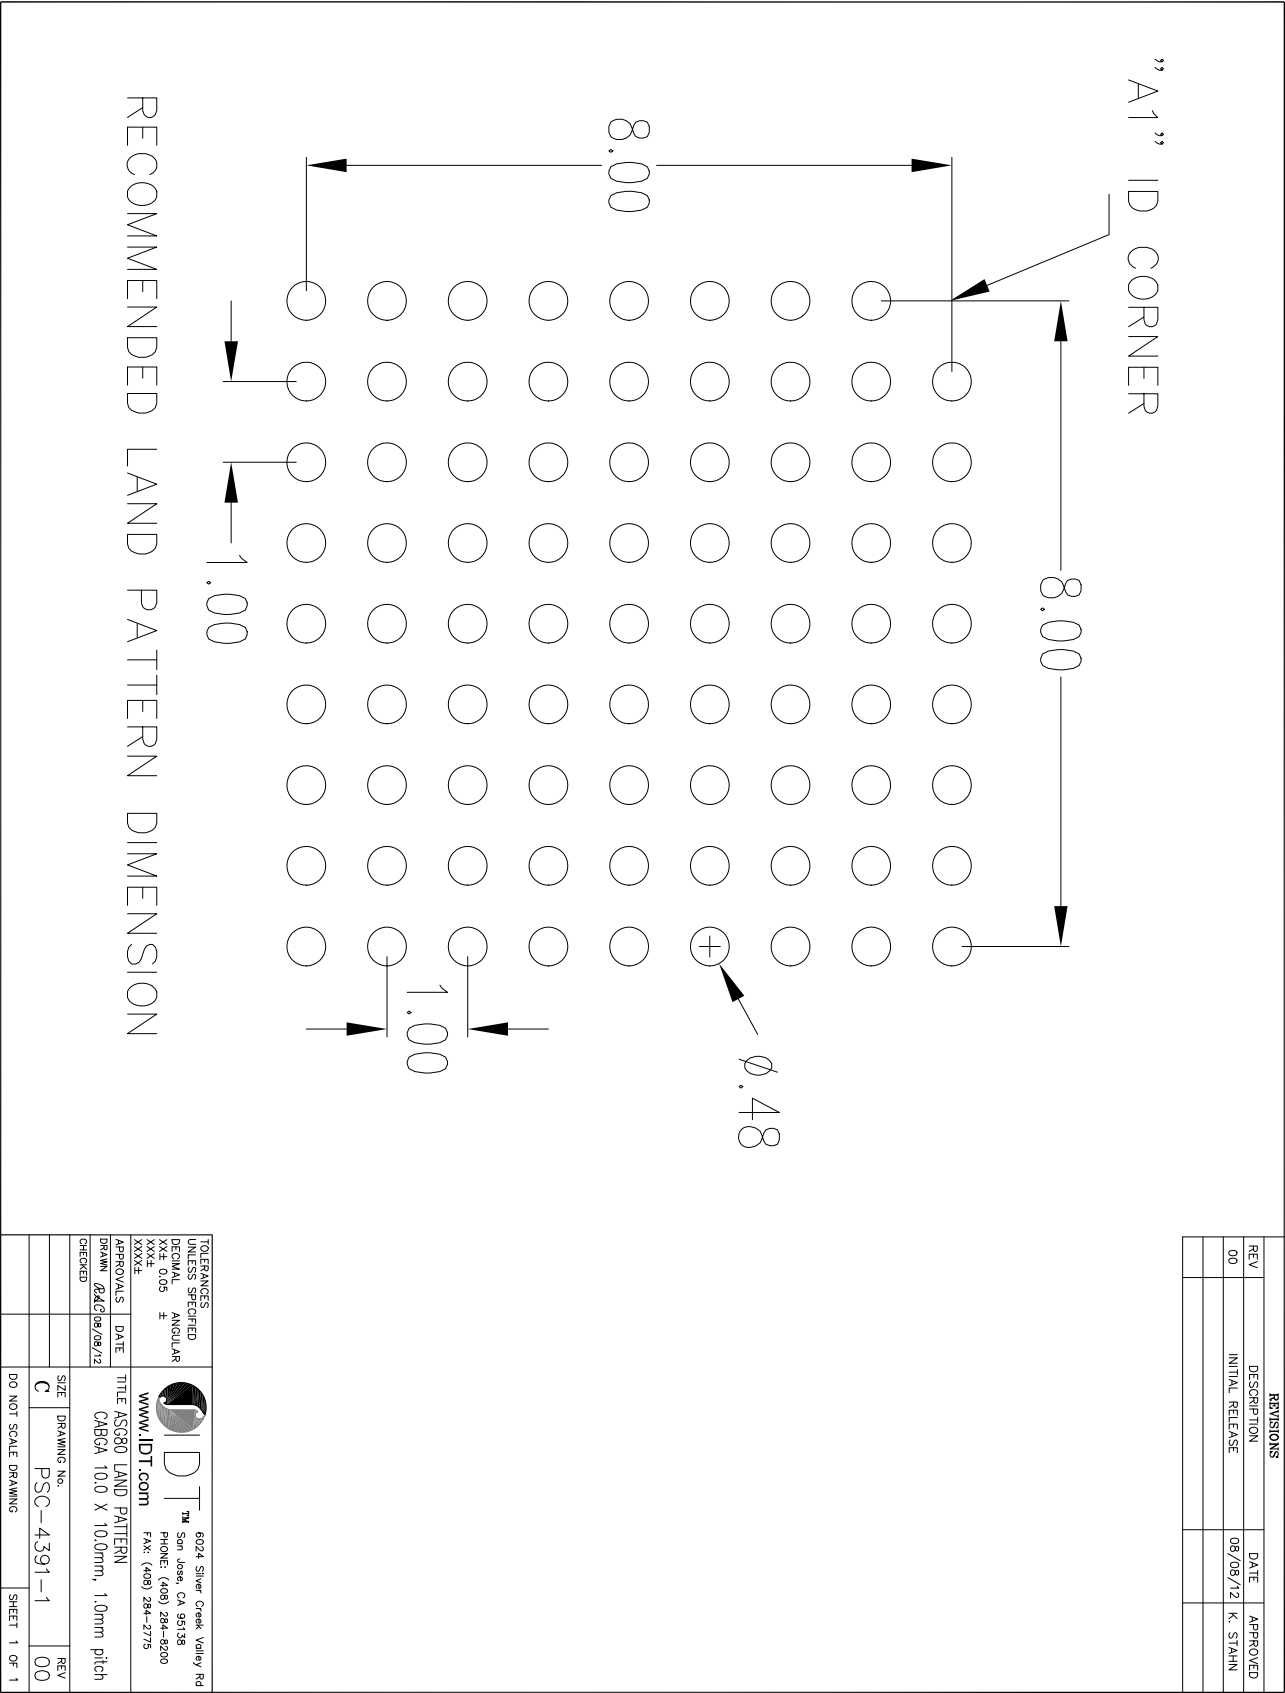 "A1" ID CORNER
8.00
8.00
1.00
1.00
Ø.48
RECOMMENDED LAND PATTERN DIMENSION
REVISIONS
REV DESCRIPTION DATE APPROVED
00 INITIAL RELEASE 08/08/12 K. STAHN
TOLERANCES
UNLESS SPECIFIED
DECIMAL ANGULAR
XX± 0.05 ±
XXX±
XXXX±
APPROVALS DATE
DRAWN RAC 08/08/12
CHECKED
IDT™
www.IDT.com
6024 Silver Creek Valley Rd
San Jose, CA 95138
PHONE: (408) 284-8200
FAX: (408) 284-2775
TITLE ASG80 LAND PATTERN
CABGA 10.0 X 10.0mm, 1.0mm pitch
SIZE DRAWING No. REV
C PSC-4391-1 00
DO NOT SCALE DRAWING SHEET 1 OF 1